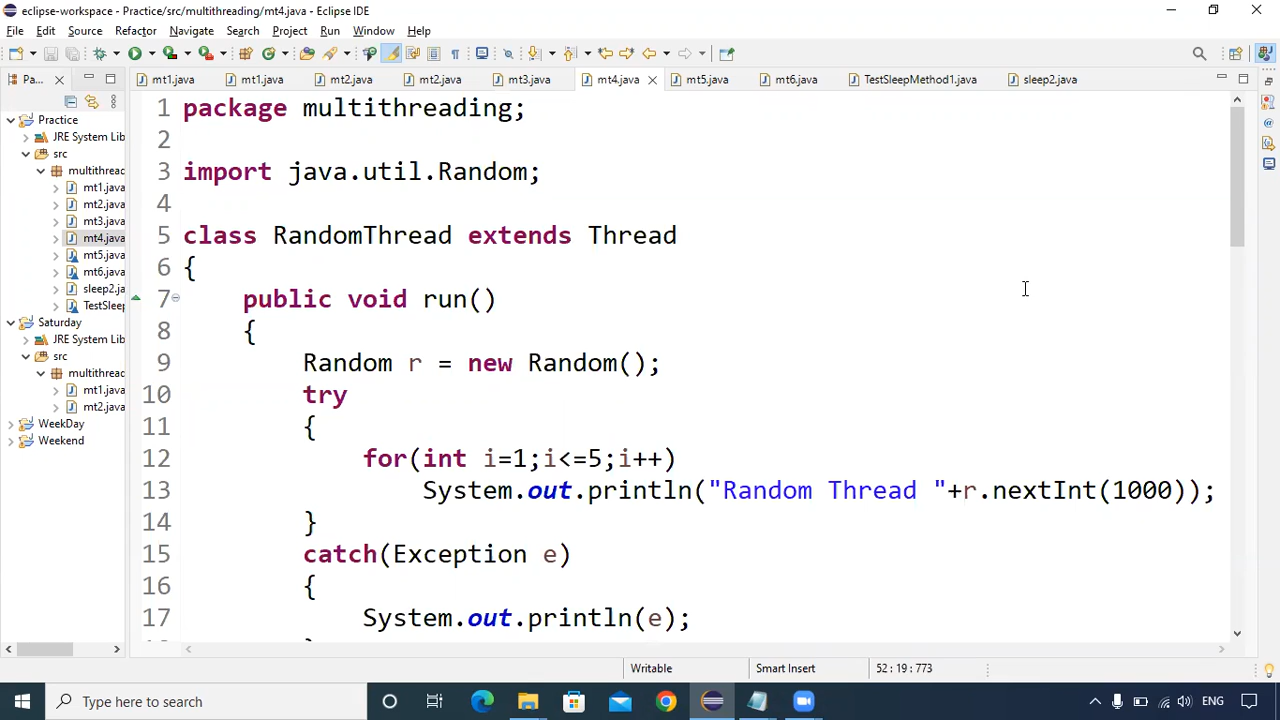 eclipse-workspace - Practice/src/multithreading/mt4.java - Eclipse IDE
File Edit Source Refactor Navigate Search Project Run Window Help
Pa...
mt1.java mt1.java mt2.java mt2.java mt3.java mt4.java mt5.java mt6.java TestSleepMethod1.java sleep2.java
Practice
JRE System Lib
src
multithread
mt1.java
mt2.java
mt3.java
mt4.java
mt5.java
mt6.java
sleep2.ja
TestSleep
Saturday
JRE System Lib
src
multithread
mt1.java
mt2.java
WeekDay
Weekend
1 package multithreading;
2
3 import java.util.Random;
4
5 class RandomThread extends Thread
6 {
7 public void run()
8 {
9 Random r = new Random();
10 try
11 {
12 for(int i=1;i<=5;i++)
13 System.out.println("Random Thread "+r.nextInt(1000));
14 }
15 catch(Exception e)
16 {
17 System.out.println(e);
Writable Smart Insert 52 : 19 : 773
Type here to search
ENG